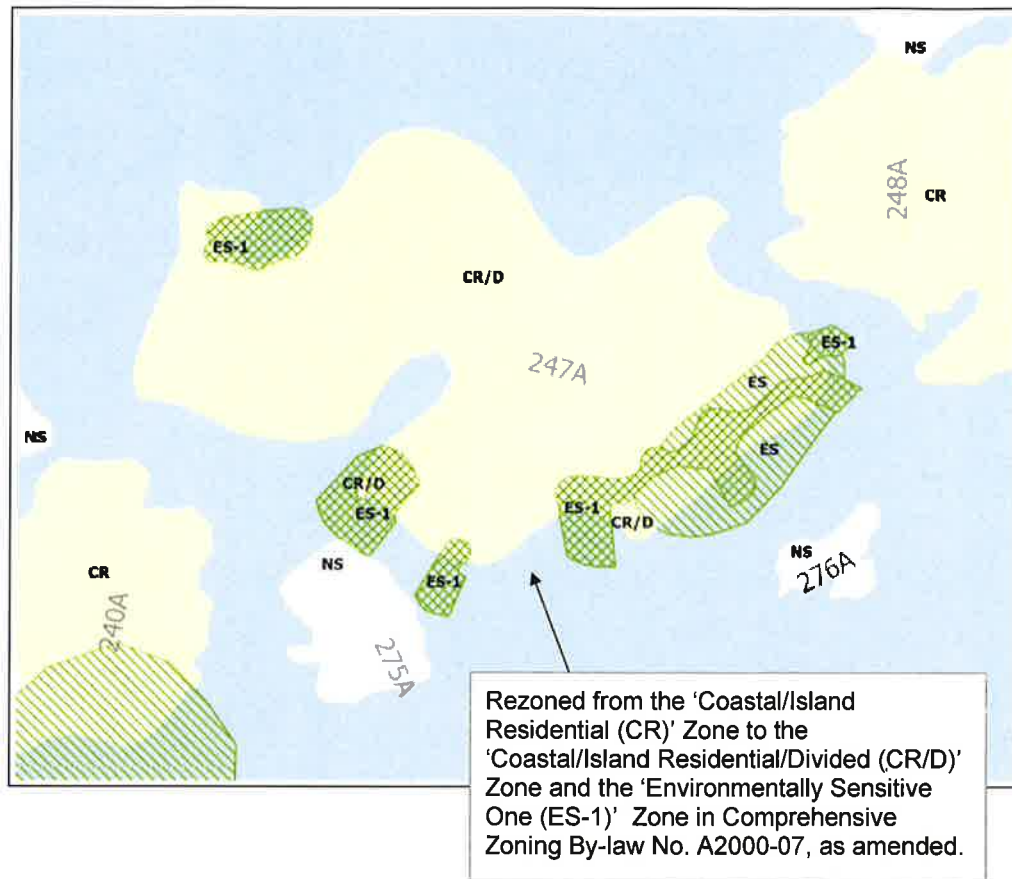 NS
248A
CR
ES-1
CR/D
247A
ES-1
ES
NS
ES
CR/D
ES-1
ES-1
CR/D
NS
NS
276A
CR
ES-1
240A
275A
Rezoned from the ‘Coastal/Island
Residential (CR)’ Zone to the
‘Coastal/Island Residential/Divided (CR/D)’
Zone and the ‘Environmentally Sensitive
One (ES-1)’ Zone in Comprehensive
Zoning By-law No. A2000-07, as amended.